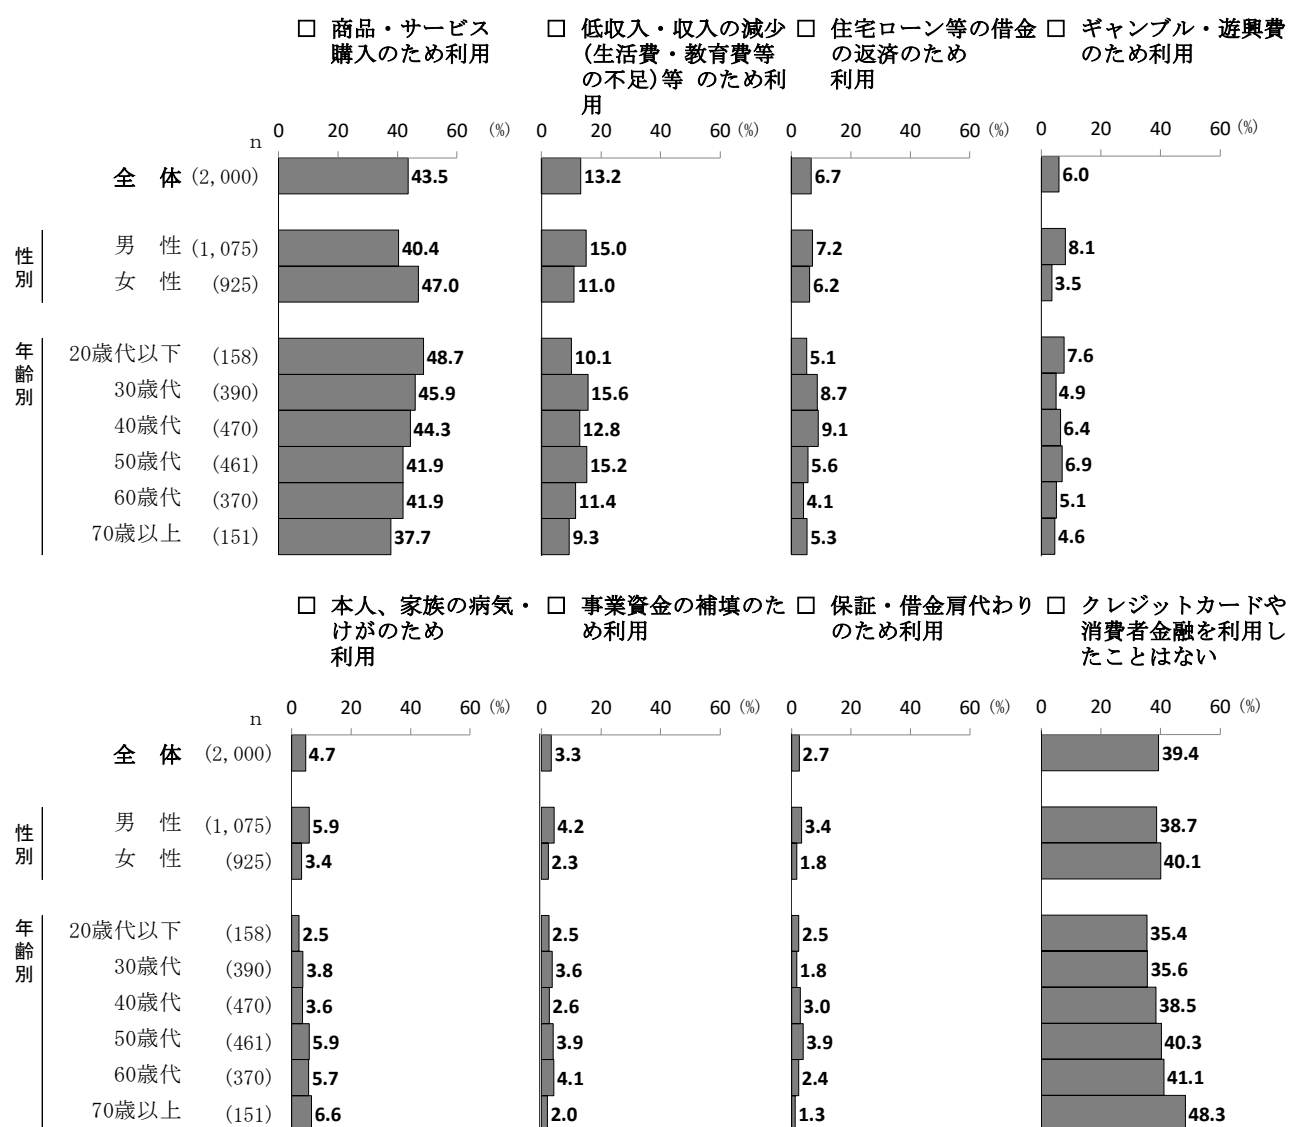 □ 商品・サービス購入のため利用
□ 低収入・収入の減少(生活費・教育費等の不足)等 のため利用
□ 住宅ローン等の借金の返済のため利用
□ ギャンブル・遊興費のため利用
n 0 20 40 60 (%) 0 20 40 60 (%) 0 20 40 60 (%) 0 20 40 60 (%)
全 体 (2,000) 43.5 13.2 6.7 6.0
性別
男 性 (1,075) 40.4 15.0 7.2 8.1
女 性 (925) 47.0 11.0 6.2 3.5
年齢別
20歳代以下 (158) 48.7 10.1 5.1 7.6
30歳代 (390) 45.9 15.6 8.7 4.9
40歳代 (470) 44.3 12.8 9.1 6.4
50歳代 (461) 41.9 15.2 5.6 6.9
60歳代 (370) 41.9 11.4 4.1 5.1
70歳以上 (151) 37.7 9.3 5.3 4.6
□ 本人、家族の病気・けがのため利用
□ 事業資金の補填のため利用
□ 保証・借金肩代わりのため利用
□ クレジットカードや消費者金融を利用したことはない
n 0 20 40 60 (%) 0 20 40 60 (%) 0 20 40 60 (%) 0 20 40 60 (%)
全 体 (2,000) 4.7 3.3 2.7 39.4
性別
男 性 (1,075) 5.9 4.2 3.4 38.7
女 性 (925) 3.4 2.3 1.8 40.1
年齢別
20歳代以下 (158) 2.5 2.5 2.5 35.4
30歳代 (390) 3.8 3.6 1.8 35.6
40歳代 (470) 3.6 2.6 3.0 38.5
50歳代 (461) 5.9 3.9 3.9 40.3
60歳代 (370) 5.7 4.1 2.4 41.1
70歳以上 (151) 6.6 2.0 1.3 48.3